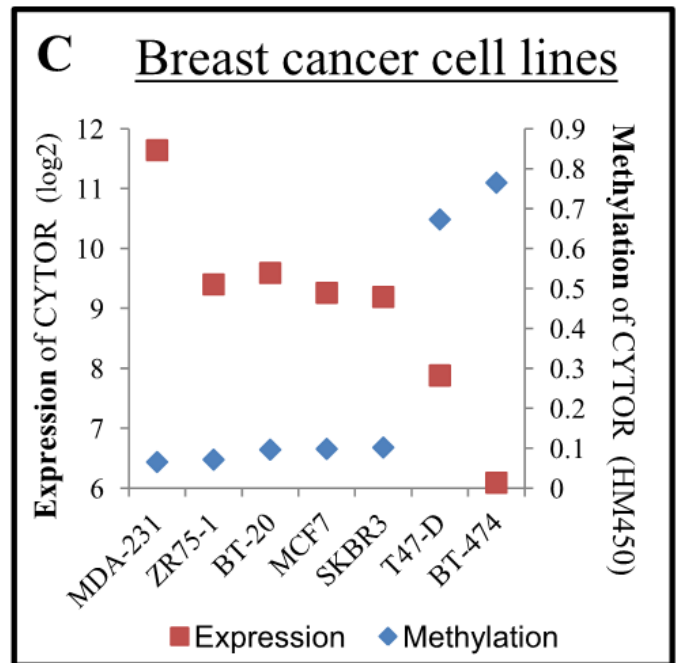 C Breast cancer cell lines
Expression of CYTOR (log2)
12
11
10
9
8
7
6
0.9
0.8
0.7
0.6
0.5
0.4
0.3
0.2
0.1
0
Methylation of CYTOR (HM450)
MDA-231
ZR75-1
BT-20
MCF7
SKBR3
T47-D
BT-474
Expression Methylation